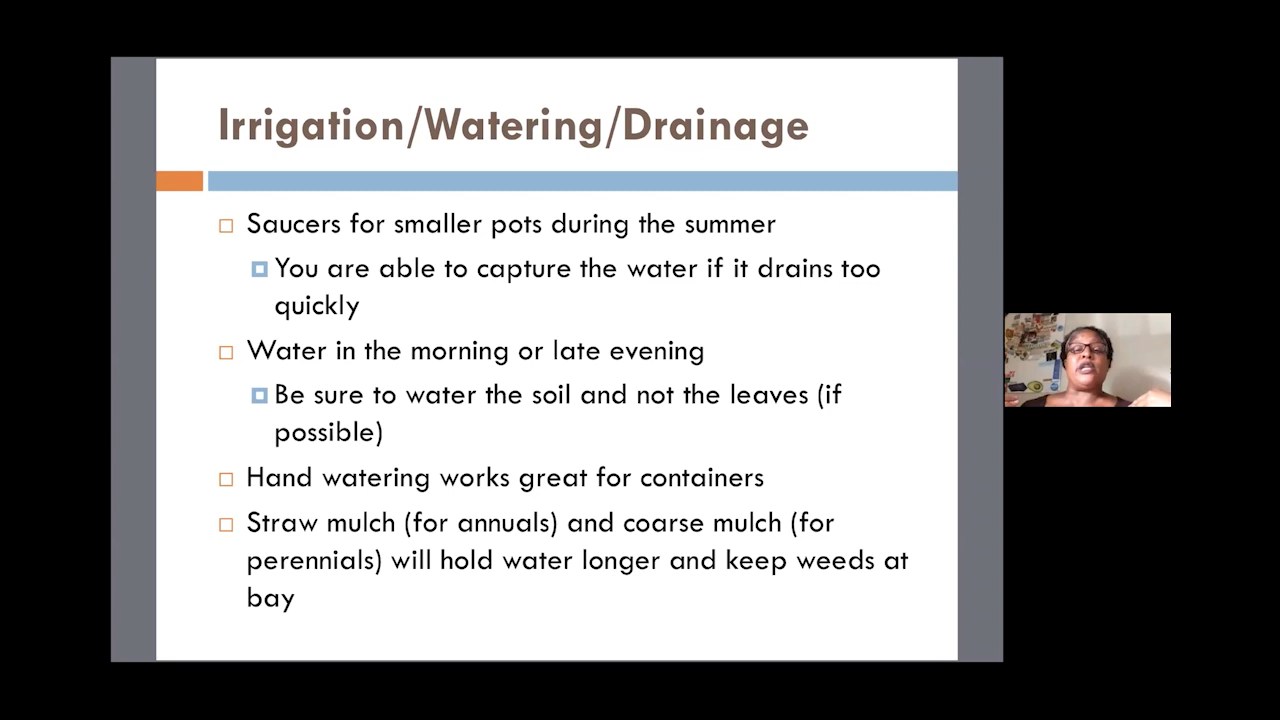 Irrigation/Watering/Drainage
Saucers for smaller pots during the summer
You are able to capture the water if it drains too
quickly
Water in the morning or late evening
Be sure to water the soil and not the leaves (if
possible)
Hand watering works great for containers
Straw mulch (for annuals) and coarse mulch (for
perennials) will hold water longer and keep weeds at
bay